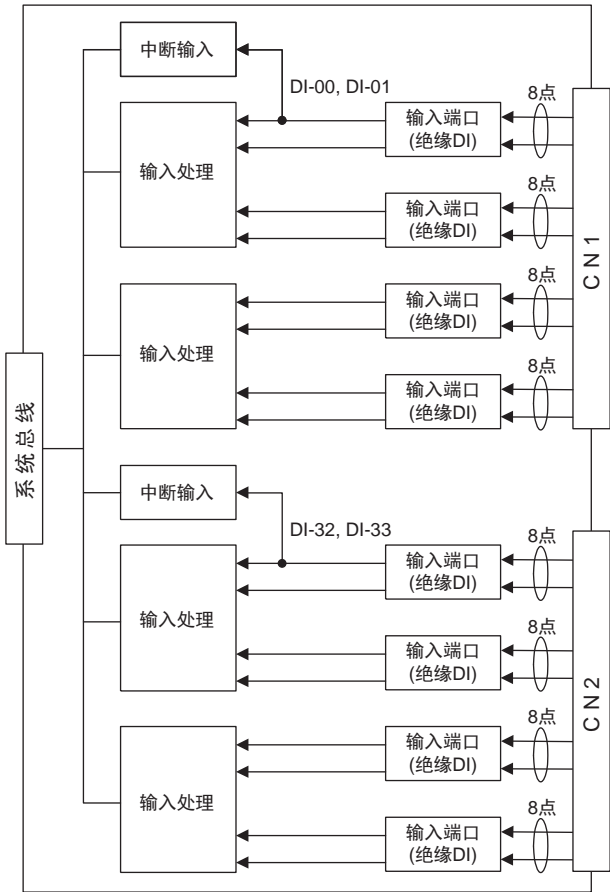 中断输入
DI-00, DI-01
8点
输入端口
(绝缘DI)
输入处理
8点
输入端口
(绝缘DI)
8点
输入端口
(绝缘DI)
输入处理
8点
输入端口
(绝缘DI)
CN1
系统总线
中断输入
DI-32, DI-33
8点
输入端口
(绝缘DI)
输入处理
8点
输入端口
(绝缘DI)
8点
输入端口
(绝缘DI)
输入处理
8点
输入端口
(绝缘DI)
CN2